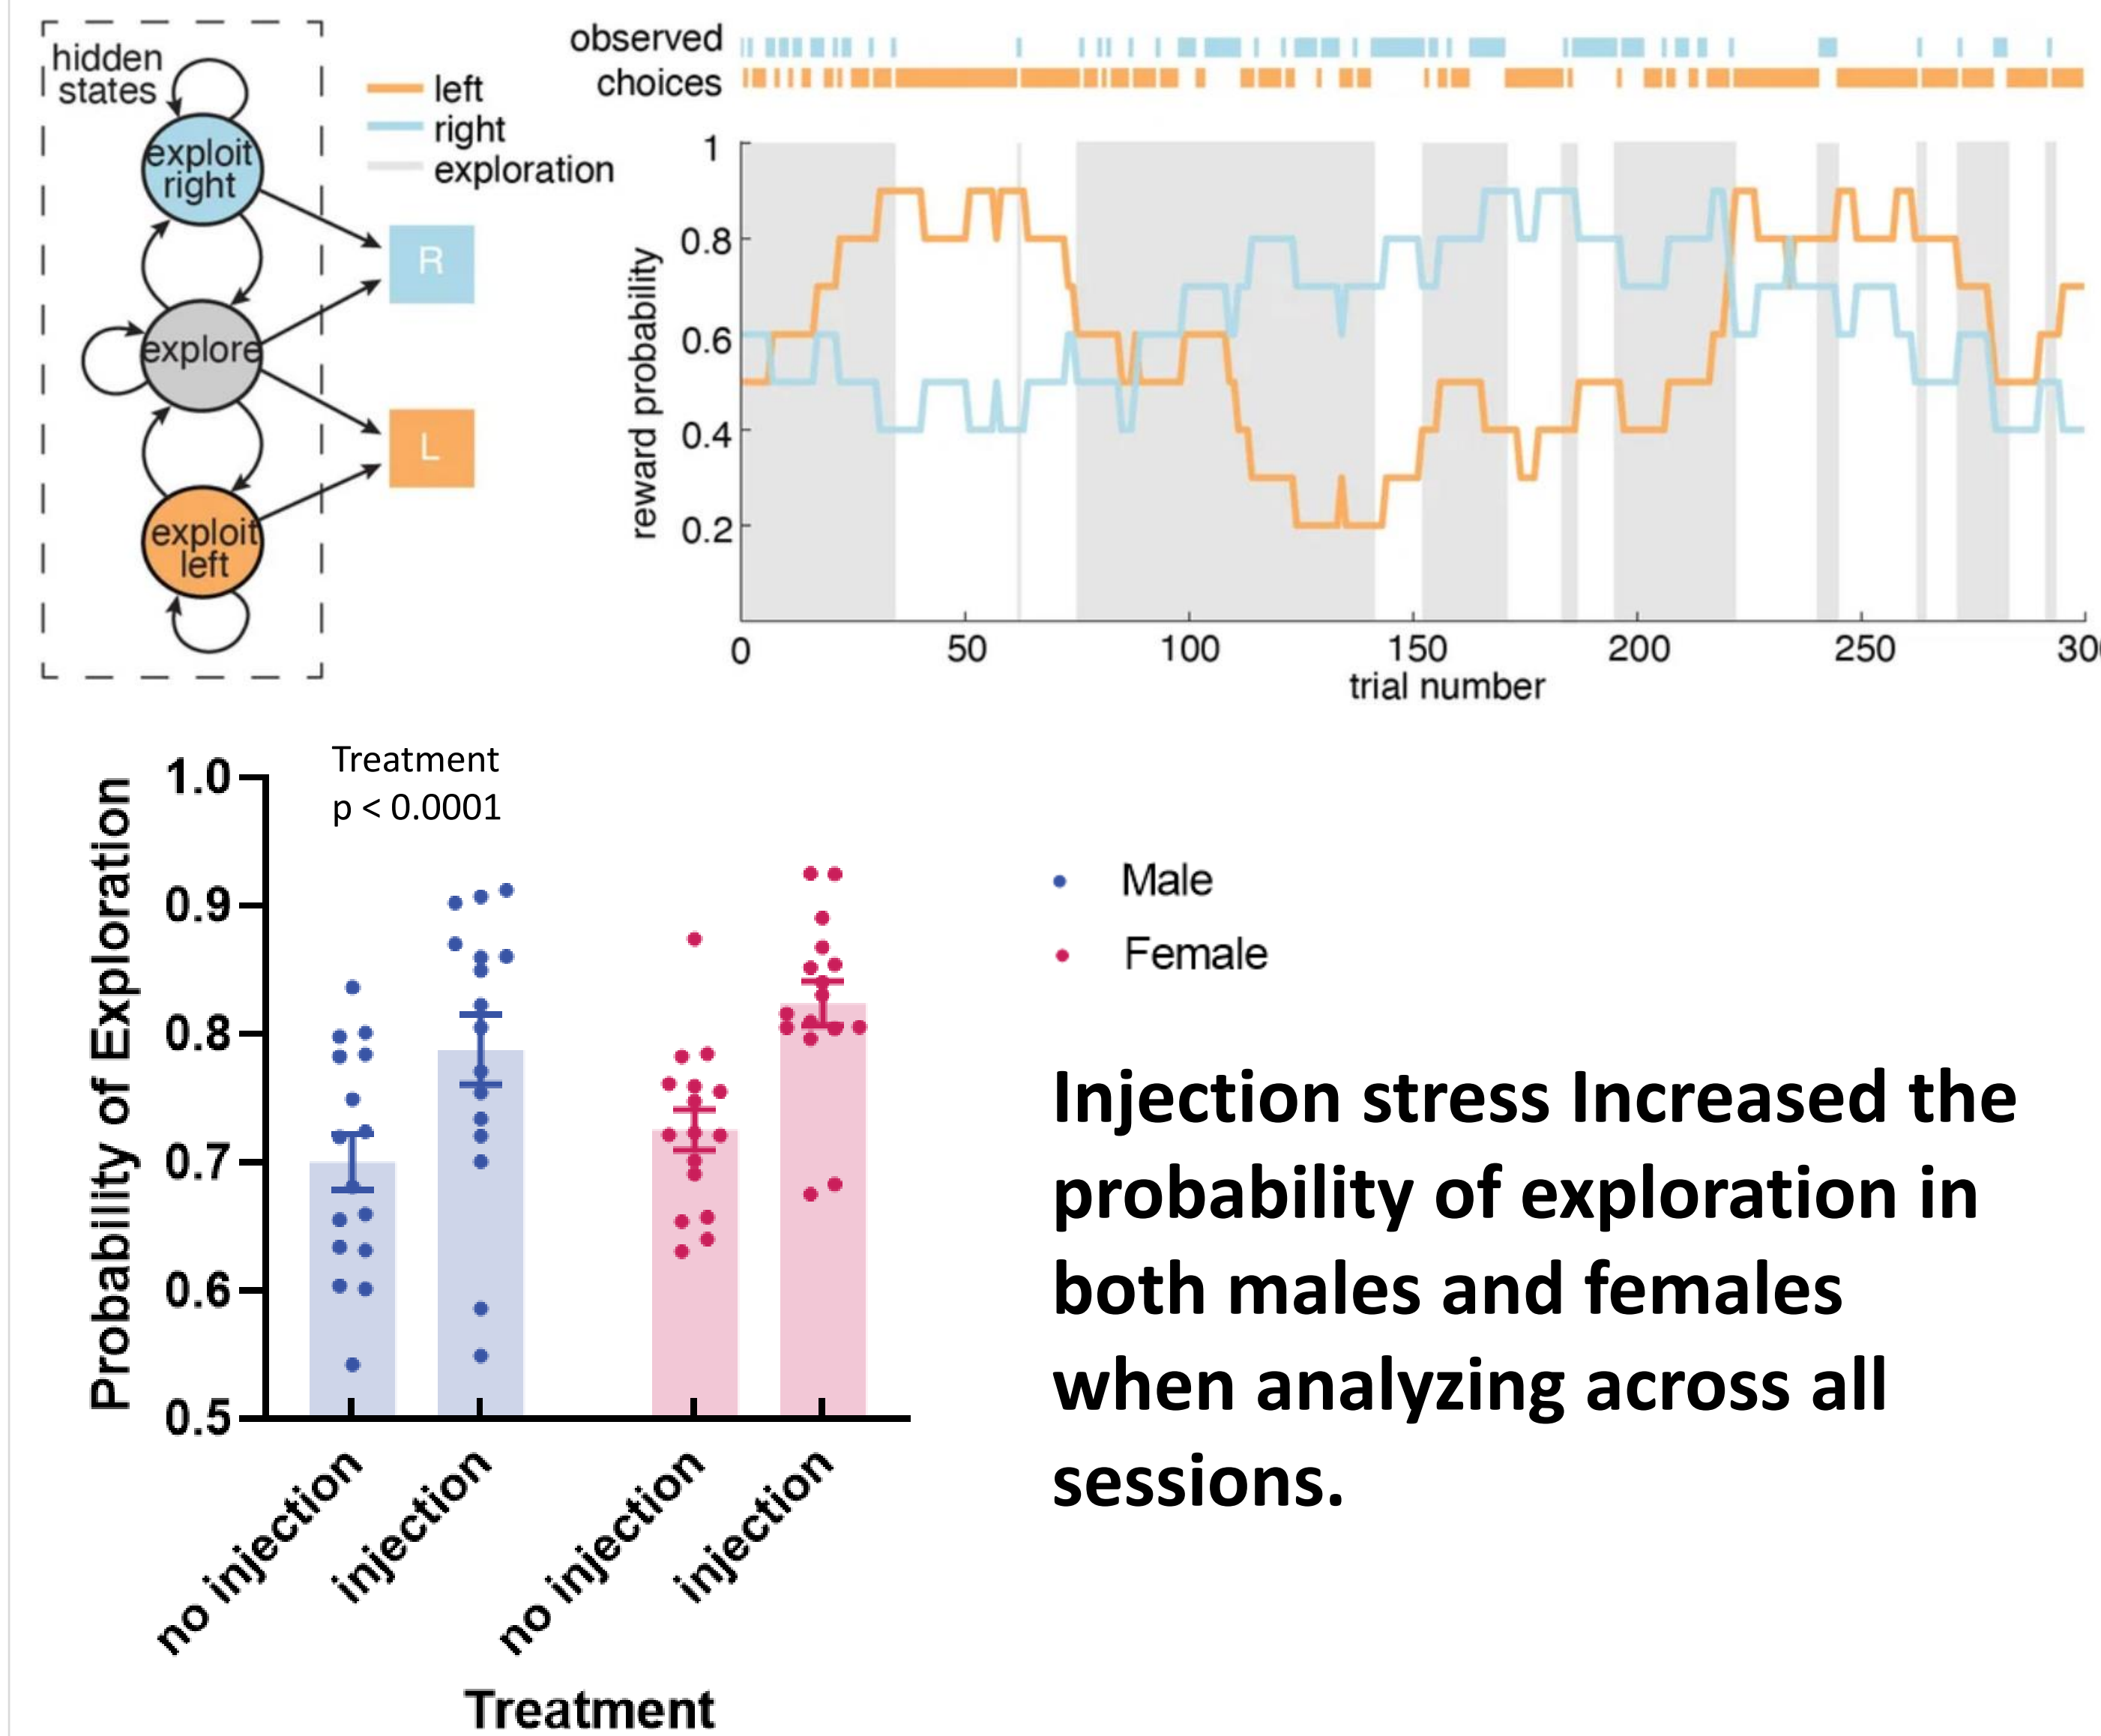 hidden
states
exploit
right
explore
exploit
left
R
L
left
right
exploration
observed
choices
reward probability
1
0.8
0.6
0.4
0.2
0
50
100
150
200
250
30
trial number
Treatment
p < 0.0001
Probability of Exploration
1.0
0.9
0.8
0.7
0.6
0.5
no injection
injection
no injection
injection
Treatment
Male
Female
Injection stress Increased the
probability of exploration in
both males and females
when analyzing across all
sessions.